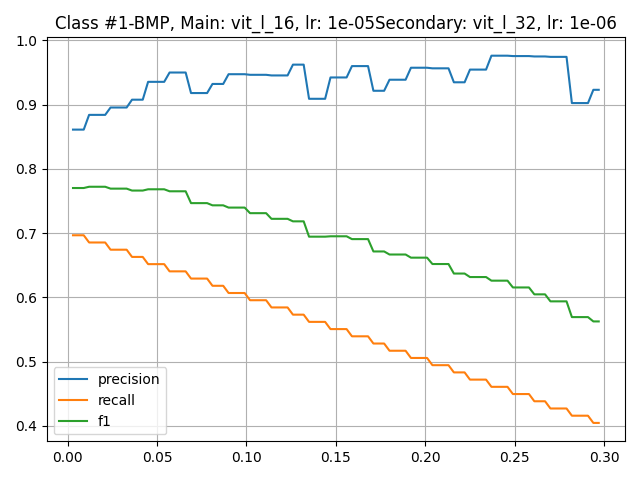 Class #1-BMP, Main: vit_l_16, lr: 1e-05Secondary: vit_l_32, lr: 1e-06
1.0
0.9
0.8
0.7
0.6
0.5
0.4
precision
recall
f1
0.00 0.05 0.10 0.15 0.20 0.25 0.30